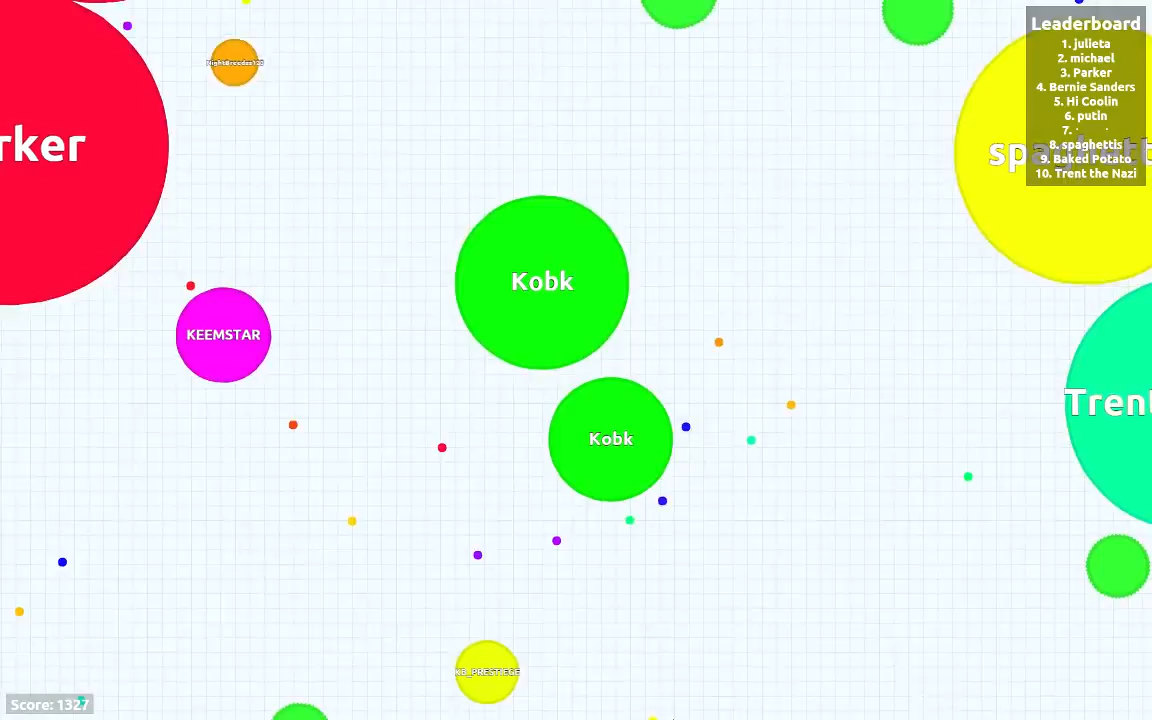 Leaderboard
1. julieta
2. michael
3. Parker
4. Bernie Sanders
5. Hi Coolin
6. putin
7. · ·
8. spaghettis
9. Baked Potato
10. Trent the Nazi
rker
KEEMSTAR
Kobk
Kobk
Trent
KB_PRESTIEGE
Score: 1327